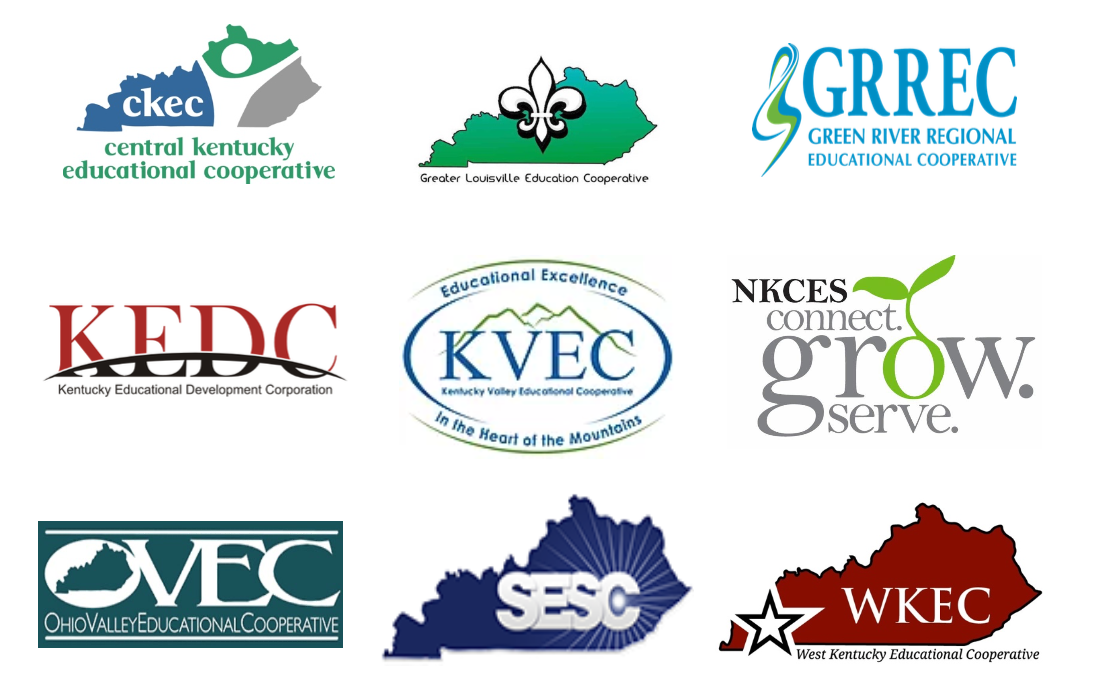 ckec
central kentucky
educational cooperative
Greater Louisville Education Cooperative
GRREC
GREEN RIVER REGIONAL
EDUCATIONAL COOPERATIVE
KEDC
Kentucky Educational Development Corporation
Educational Excellence
KVEC
Kentucky Valley Educational Cooperative
In the Heart of the Mountains
NKCES
connect.
grow.
serve.
OVEC
OHIOVALLEYEDUCATIONALCOOPERATIVE
SESC
WKEC
West Kentucky Educational Cooperative